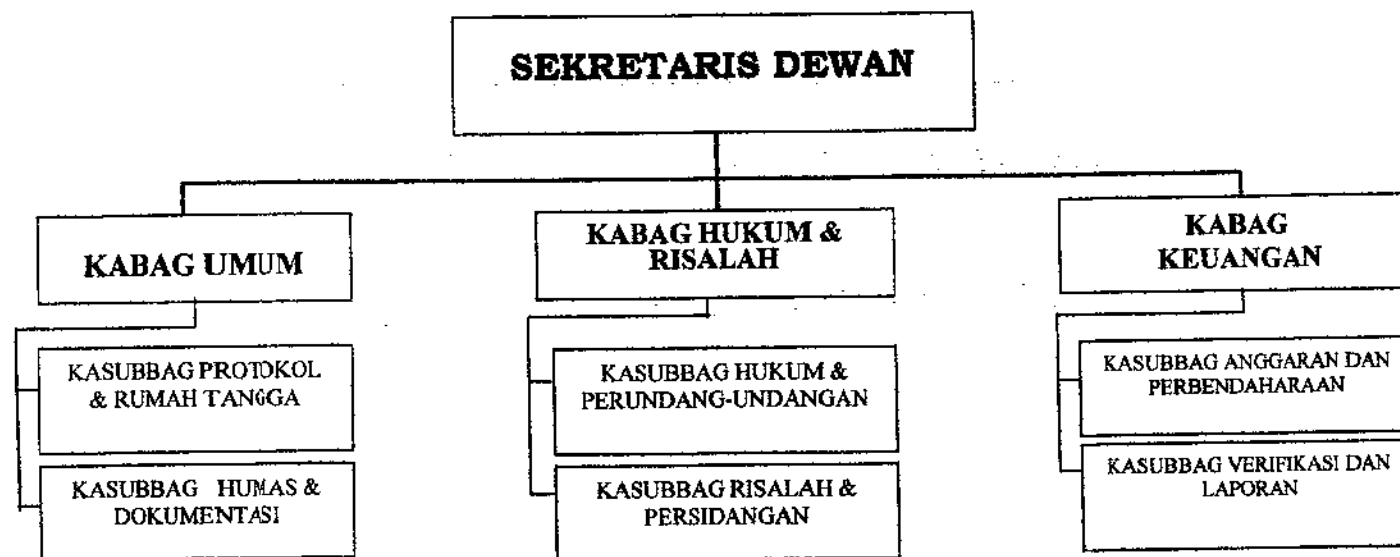 SEKRETARIS DEWAN
KABAG UMUM
KABAG HUKUM &
RISALAH
KABAG
KEUANGAN
KASUBBAG PROTOKOL
& RUMAH TANGGA
KASUBBAG HUMAS &
DOKUMENTASI
KASUBBAG HUKUM &
PERUNDANG-UNDANGAN
KASUBBAG RISALAH &
PERSIDANGAN
KASUBBAG ANGGARAN DAN
PERBENDAHARAAN
KASUBBAG VERIFIKASI DAN
LAPORAN